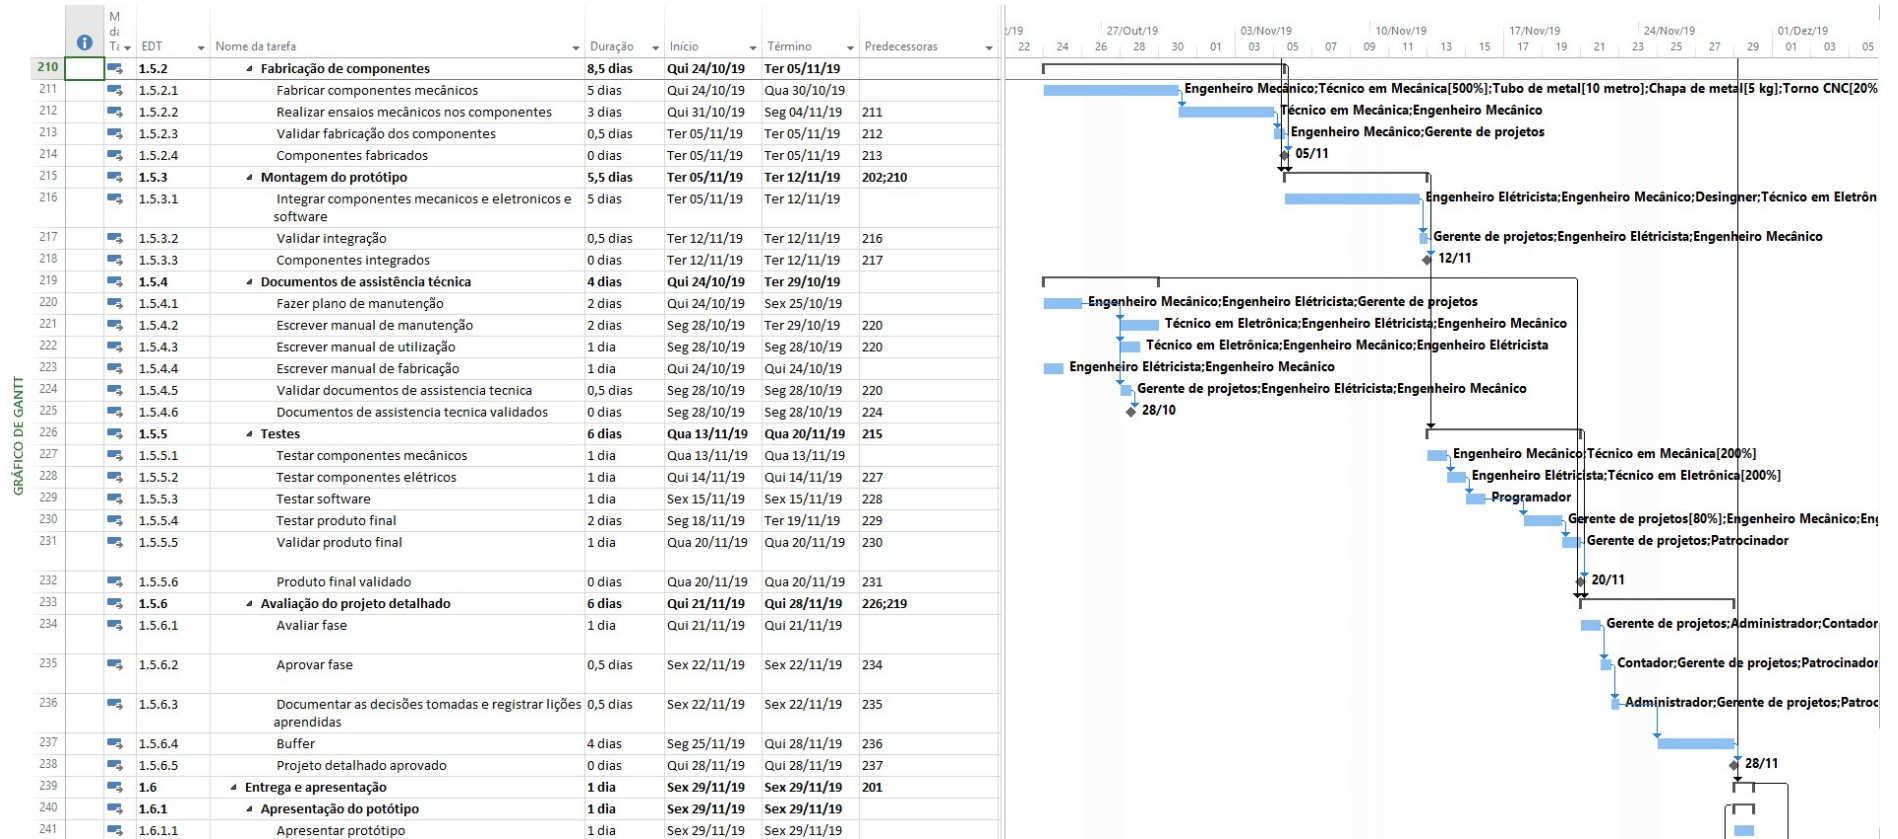 M
da
Ta EDT Nome da tarefa Duração Início Término Predecessoras
27/Out/19 03/Nov/19 10/Nov/19 17/Nov/19 24/Nov/19 01/Dez/19
22 24 26 28 30 01 03 05 07 09 11 13 15 17 19 21 23 25 27 29 01 03 05
210 1.5.2 Fabricação de componentes 8,5 dias Qui 24/10/19 Ter 05/11/19
211 1.5.2.1 Fabricar componentes mecânicos 5 dias Qui 24/10/19 Qua 30/10/19 Engenheiro Mecânico;Técnico em Mecânica[500%];Tubo de metal[10 metro];Chapa de metal[5 kg];Torno CNC[20%
212 1.5.2.2 Realizar ensaios mecânicos nos componentes 3 dias Qui 31/10/19 Seg 04/11/19 211 Técnico em Mecânica;Engenheiro Mecânico
213 1.5.2.3 Validar fabricação dos componentes 0,5 dias Ter 05/11/19 Ter 05/11/19 212 Engenheiro Mecânico;Gerente de projetos
214 1.5.2.4 Componentes fabricados 0 dias Ter 05/11/19 Ter 05/11/19 213 05/11
215 1.5.3 Montagem do protótipo 5,5 dias Ter 05/11/19 Ter 12/11/19 202;210
216 1.5.3.1 Integrar componentes mecanicos e eletronicos e 5 dias Ter 05/11/19 Ter 12/11/19 Engenheiro Elétricista;Engenheiro Mecânico;Desingner;Técnico em Eletrôn
software
217 1.5.3.2 Validar integração 0,5 dias Ter 12/11/19 Ter 12/11/19 216 Gerente de projetos;Engenheiro Elétricista;Engenheiro Mecânico
218 1.5.3.3 Componentes integrados 0 dias Ter 12/11/19 Ter 12/11/19 217 12/11
219 1.5.4 Documentos de assistência técnica 4 dias Qui 24/10/19 Ter 29/10/19
220 1.5.4.1 Fazer plano de manutenção 2 dias Qui 24/10/19 Sex 25/10/19 Engenheiro Mecânico;Engenheiro Elétricista;Gerente de projetos
221 1.5.4.2 Escrever manual de manutenção 2 dias Seg 28/10/19 Ter 29/10/19 220 Técnico em Eletrônica;Engenheiro Elétricista;Engenheiro Mecânico
222 1.5.4.3 Escrever manual de utilização 1 dia Seg 28/10/19 Seg 28/10/19 220 Técnico em Eletrônica;Engenheiro Mecânico;Engenheiro Elétricista
223 1.5.4.4 Escrever manual de fabricação 1 dia Qui 24/10/19 Qui 24/10/19 Engenheiro Elétricista;Engenheiro Mecânico
224 1.5.4.5 Validar documentos de assistencia tecnica 0,5 dias Seg 28/10/19 Seg 28/10/19 220 Gerente de projetos;Engenheiro Elétricista;Engenheiro Mecânico
225 1.5.4.6 Documentos de assistencia tecnica validados 0 dias Seg 28/10/19 Seg 28/10/19 224 28/10
226 1.5.5 Testes 6 dias Qua 13/11/19 Qua 20/11/19 215
227 1.5.5.1 Testar componentes mecânicos 1 dia Qua 13/11/19 Qua 13/11/19 Engenheiro Mecânico;Técnico em Mecânica[200%]
228 1.5.5.2 Testar componentes elétricos 1 dia Qui 14/11/19 Qui 14/11/19 227 Engenheiro Elétricista;Técnico em Eletrônica[200%]
229 1.5.5.3 Testar software 1 dia Sex 15/11/19 Sex 15/11/19 228 Programador
230 1.5.5.4 Testar produto final 2 dias Seg 18/11/19 Ter 19/11/19 229 Gerente de projetos[80%];Engenheiro Mecânico;Eng
231 1.5.5.5 Validar produto final 1 dia Qua 20/11/19 Qua 20/11/19 230 Gerente de projetos;Patrocinador
232 1.5.5.6 Produto final validado 0 dias Qua 20/11/19 Qua 20/11/19 231 20/11
233 1.5.6 Avaliação do projeto detalhado 6 dias Qui 21/11/19 Qui 28/11/19 226;219
234 1.5.6.1 Avaliar fase 1 dia Qui 21/11/19 Qui 21/11/19 Gerente de projetos;Administrador;Contador
235 1.5.6.2 Aprovar fase 0,5 dias Sex 22/11/19 Sex 22/11/19 234 Contador;Gerente de projetos;Patrocinador
236 1.5.6.3 Documentar as decisões tomadas e registrar lições 0,5 dias Sex 22/11/19 Sex 22/11/19 235 Administrador;Gerente de projetos;Patroc
aprendidas
237 1.5.6.4 Buffer 4 dias Seg 25/11/19 Qui 28/11/19 236
238 1.5.6.5 Projeto detalhado aprovado 0 dias Qui 28/11/19 Qui 28/11/19 237 28/11
239 1.6 Entrega e apresentação 1 dia Sex 29/11/19 Sex 29/11/19 201
240 1.6.1 Apresentação do potótipo 1 dia Sex 29/11/19 Sex 29/11/19
241 1.6.1.1 Apresentar protótipo 1 dia Sex 29/11/19 Sex 29/11/19
GRÁFICO DE GANTT